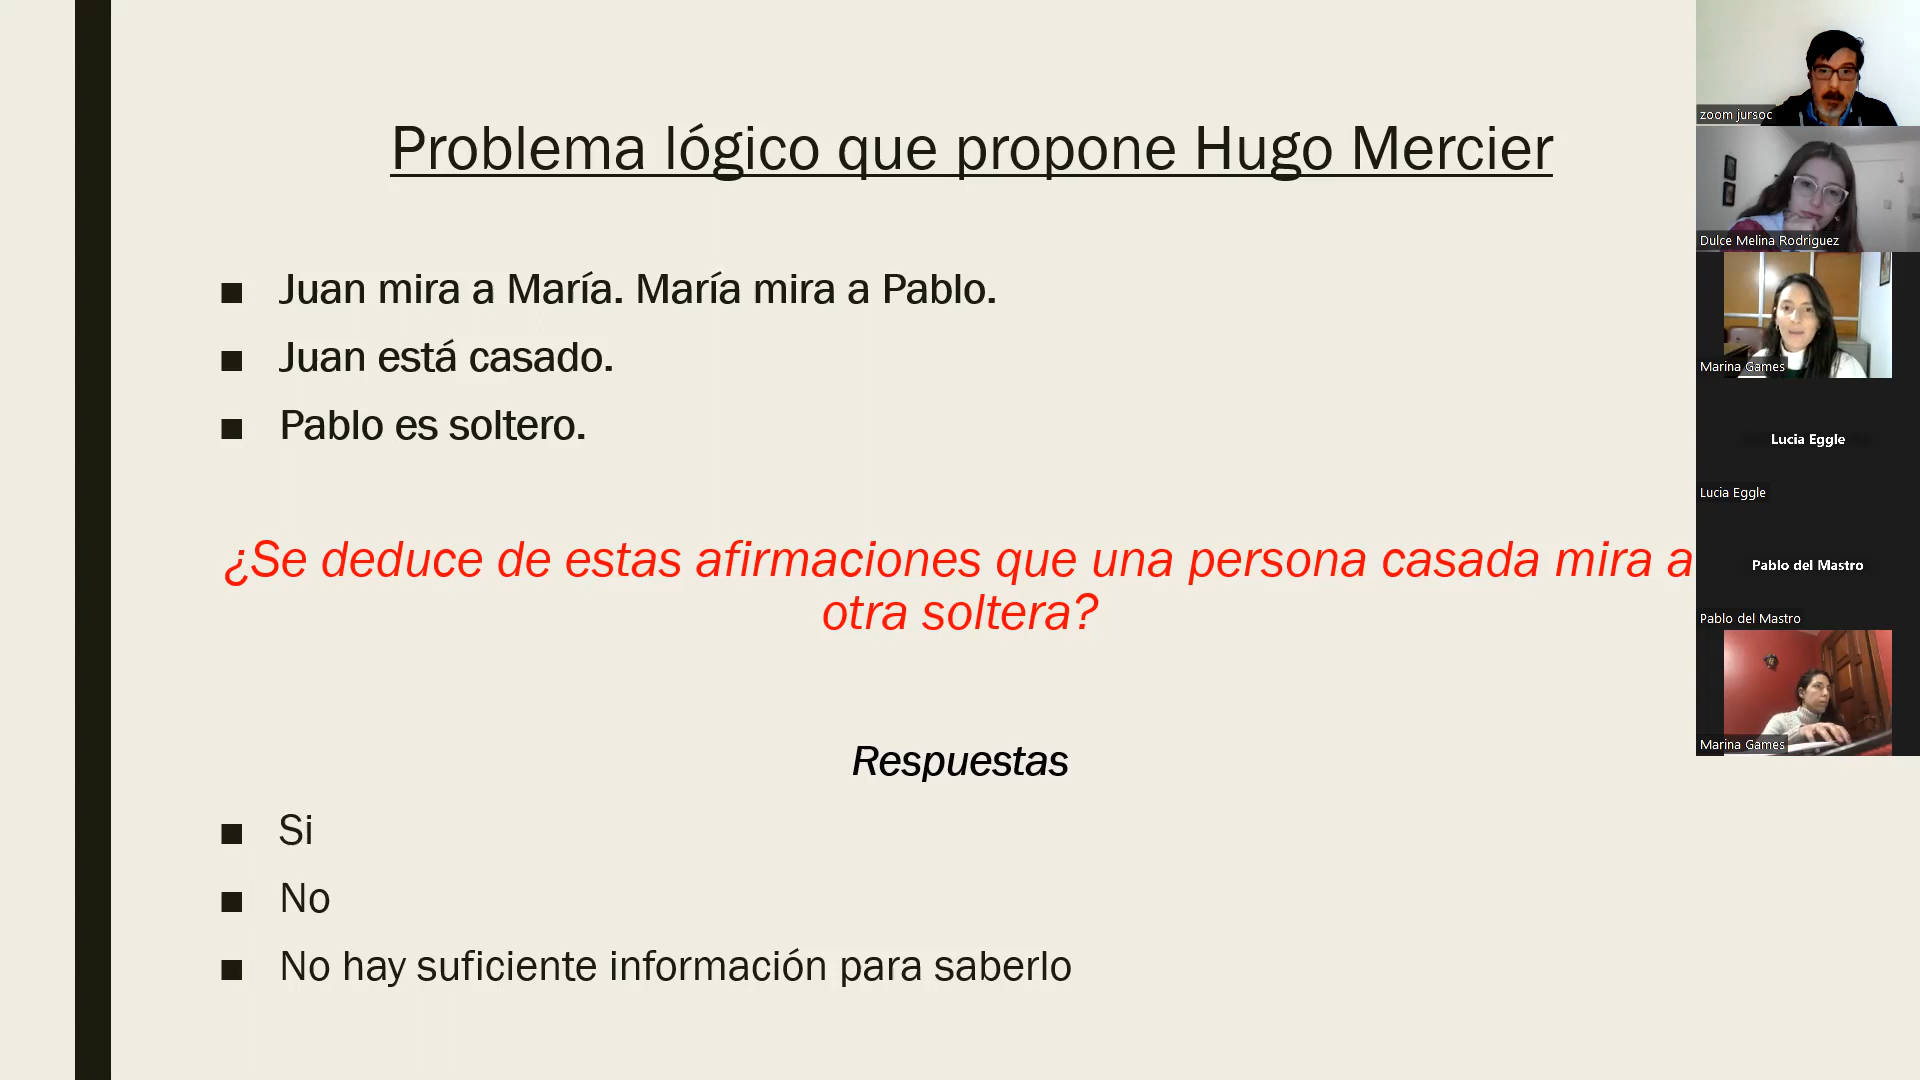 Problema lógico que propone Hugo Mercier
Juan mira a María. María mira a Pablo.
Juan está casado.
Pablo es soltero.
¿Se deduce de estas afirmaciones que una persona casada mira a
otra soltera?
Respuestas
Si
No
No hay suficiente información para saberlo
zoom jursoc
Dulce Melina Rodriguez
Marina Games
Lucia Eggle
Lucia Eggle
Pablo del Mastro
Pablo del Mastro
Marina Games